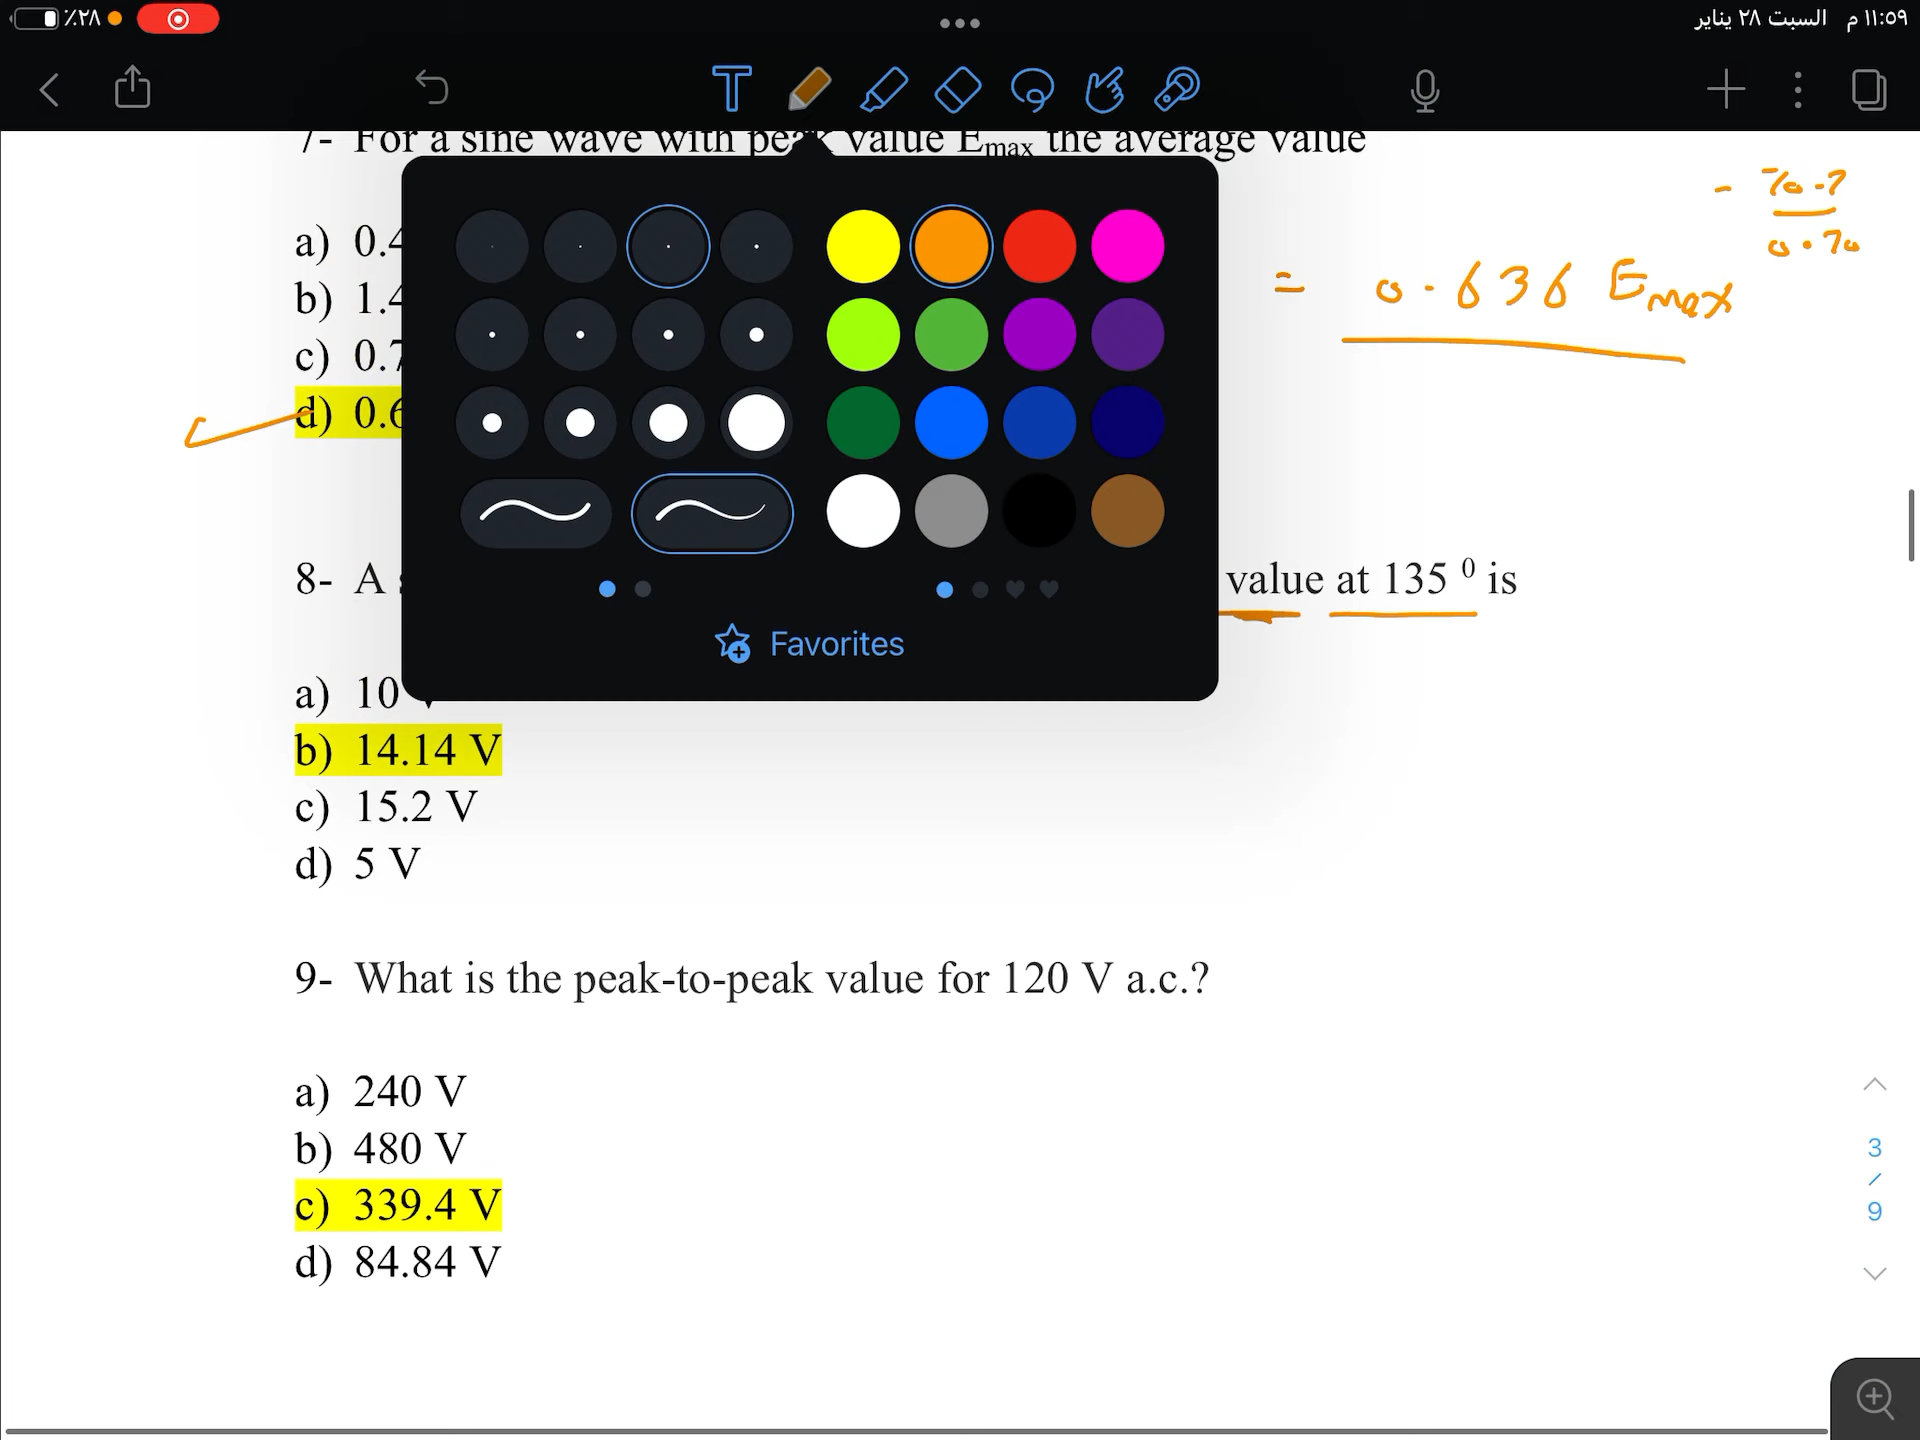 ٪٢٨
١١:٥٩ م السبت ٢٨ يناير
7- For a sine wave with peak value Emax the average value
a) 0.4
b) 1.4
c) 0.7
d) 0.6
0.70
= 0.636 Emax
8- A value at 135 ⁰ is
a) 10
b) 14.14 V
c) 15.2 V
d) 5 V
Favorites
9- What is the peak-to-peak value for 120 V a.c.?
a) 240 V
b) 480 V
c) 339.4 V
d) 84.84 V
3
/
9